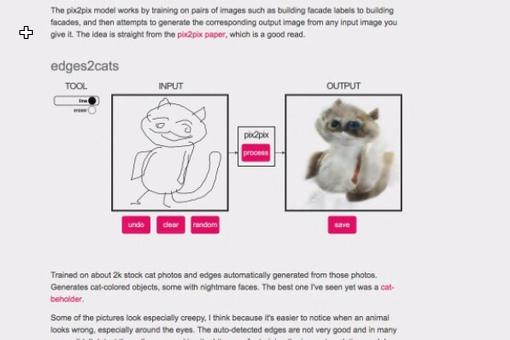 The pix2pix model works by training on pairs of images such as building facade labels to building
facades, and then attempts to generate the corresponding output image from any input image you
give it. The idea is straight from the pix2pix paper, which is a good read.
edges2cats
TOOL
INPUT
OUTPUT
line
eraser
pix2pix
process
undo
clear
random
save
Trained on about 2k stock cat photos and edges automatically generated from those photos.
Generates cat-colored objects, some with nightmare faces. The best one I've seen yet was a cat-
beholder.
Some of the pictures look especially creepy, I think because it's easier to notice when an animal
looks wrong, especially around the eyes. The auto-detected edges are not very good and in many